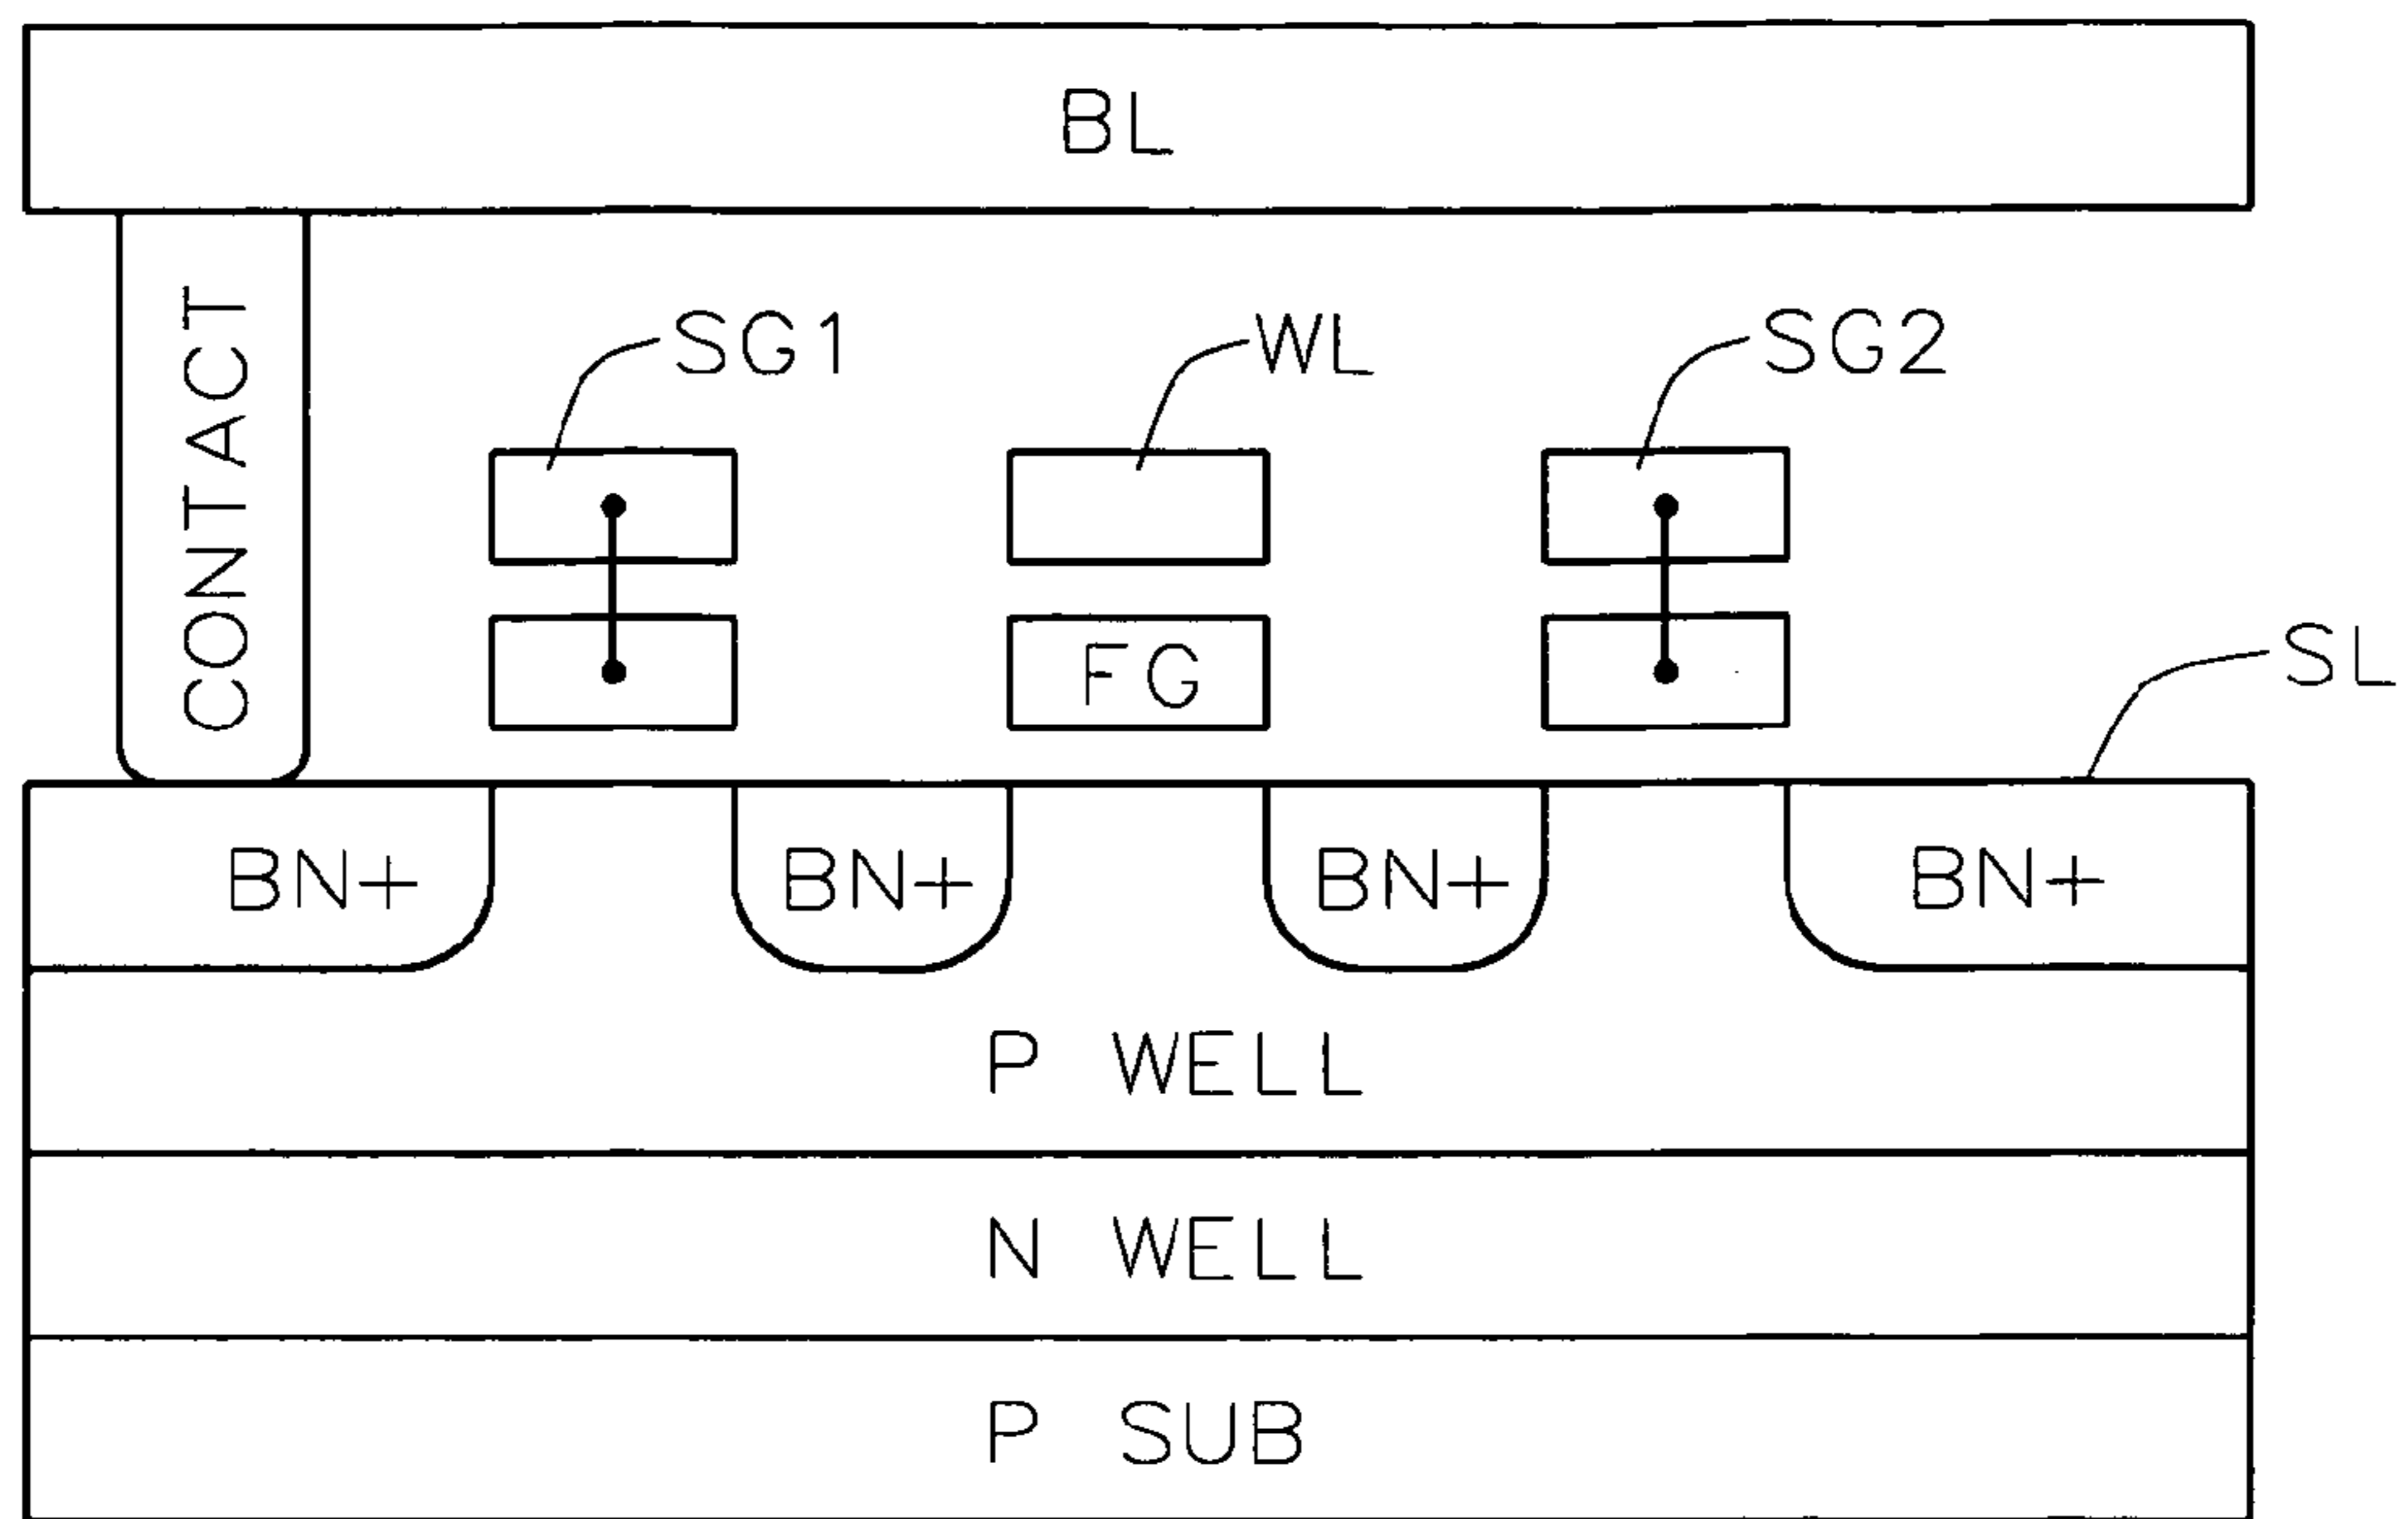 BL
CONTACT
SG1
WL
SG2
FG
SL
BN+
BN+
BN+
BN+
P WELL
N WELL
P SUB